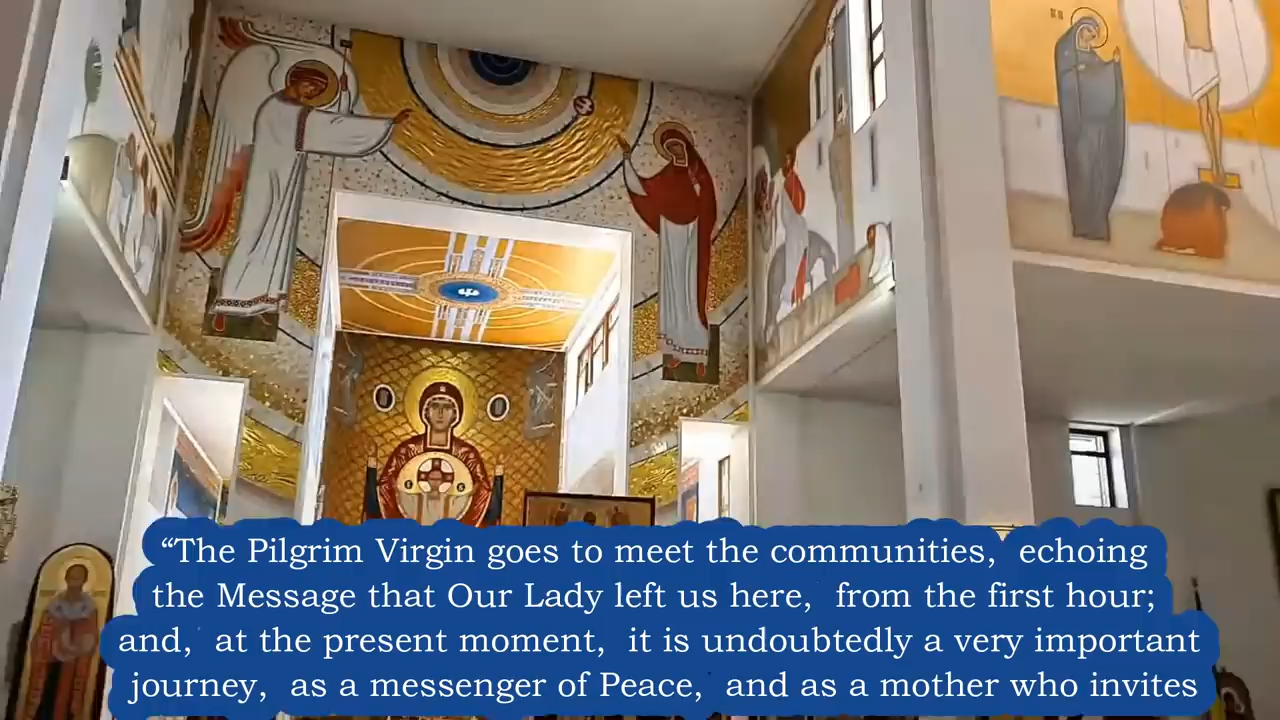 “The Pilgrim Virgin goes to meet the communities, echoing
the Message that Our Lady left us here, from the first hour;
and, at the present moment, it is undoubtedly a very important
journey, as a messenger of Peace, and as a mother who invites